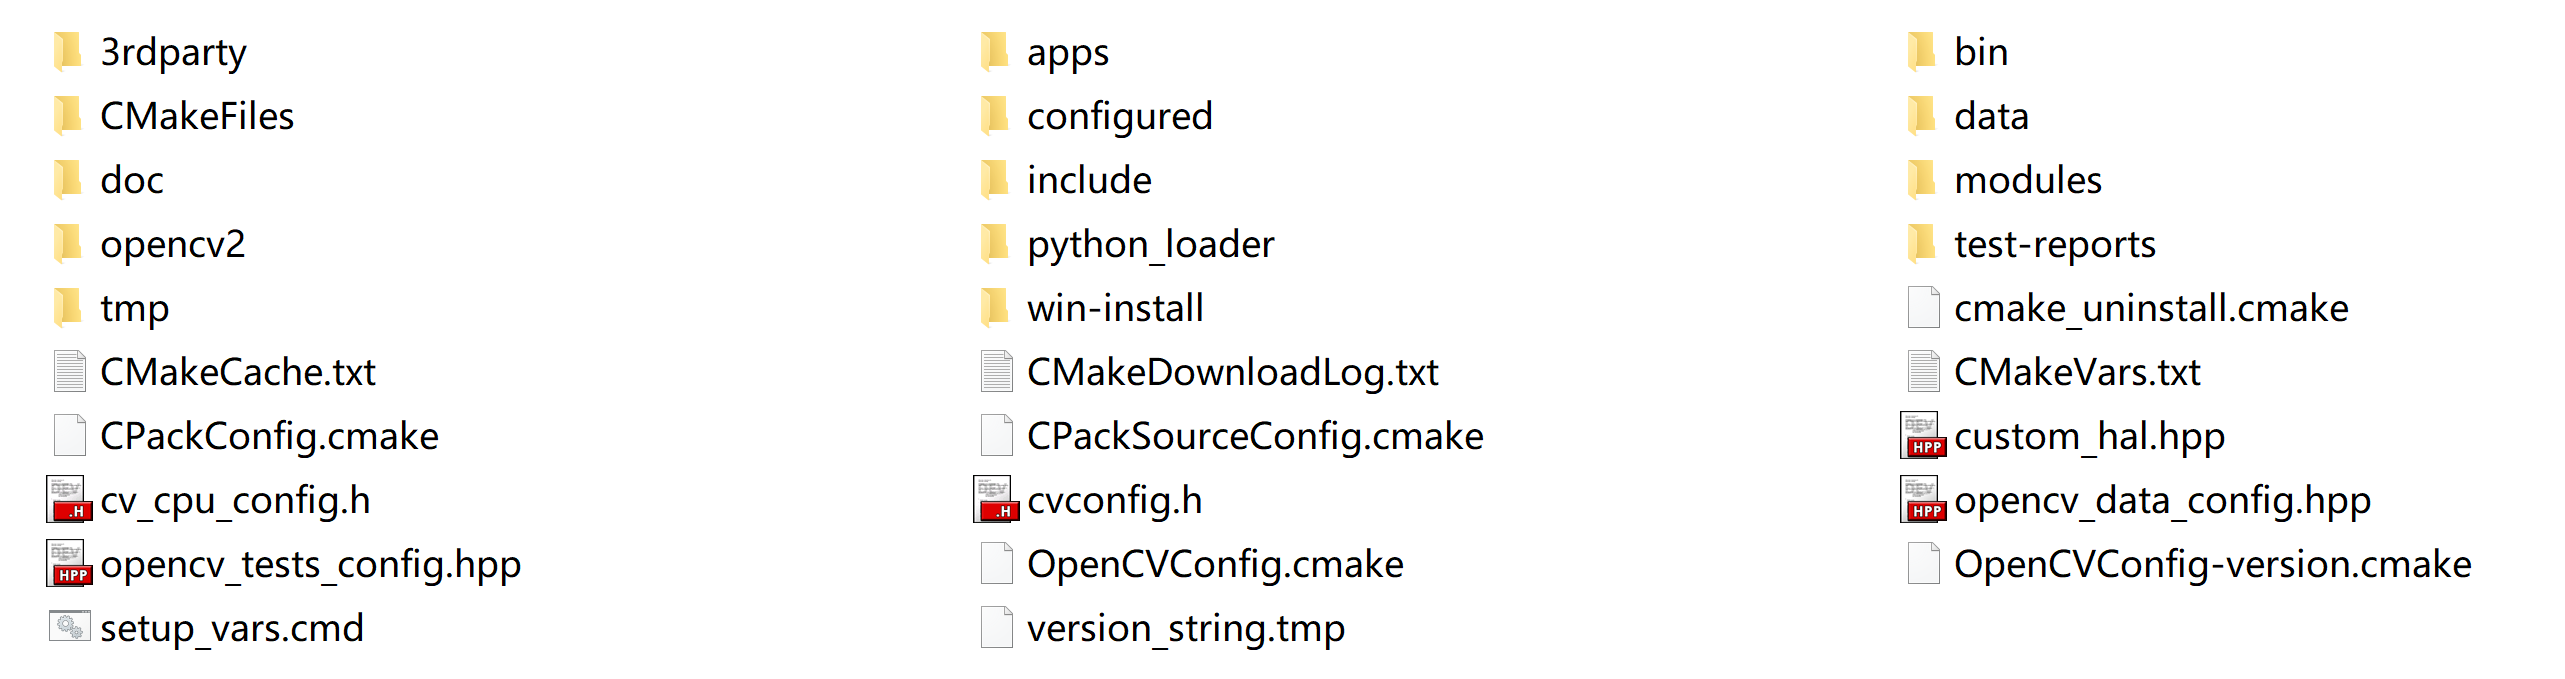 3rdparty apps bin
CMakeFiles configured data
doc include modules
opencv2 python_loader test-reports
tmp win-install cmake_uninstall.cmake
CMakeCache.txt CMakeDownloadLog.txt CMakeVars.txt
CPackConfig.cmake CPackSourceConfig.cmake custom_hal.hpp
cv_cpu_config.h cvconfig.h opencv_data_config.hpp
opencv_tests_config.hpp OpenCVConfig.cmake OpenCVConfig-version.cmake
setup_vars.cmd version_string.tmp